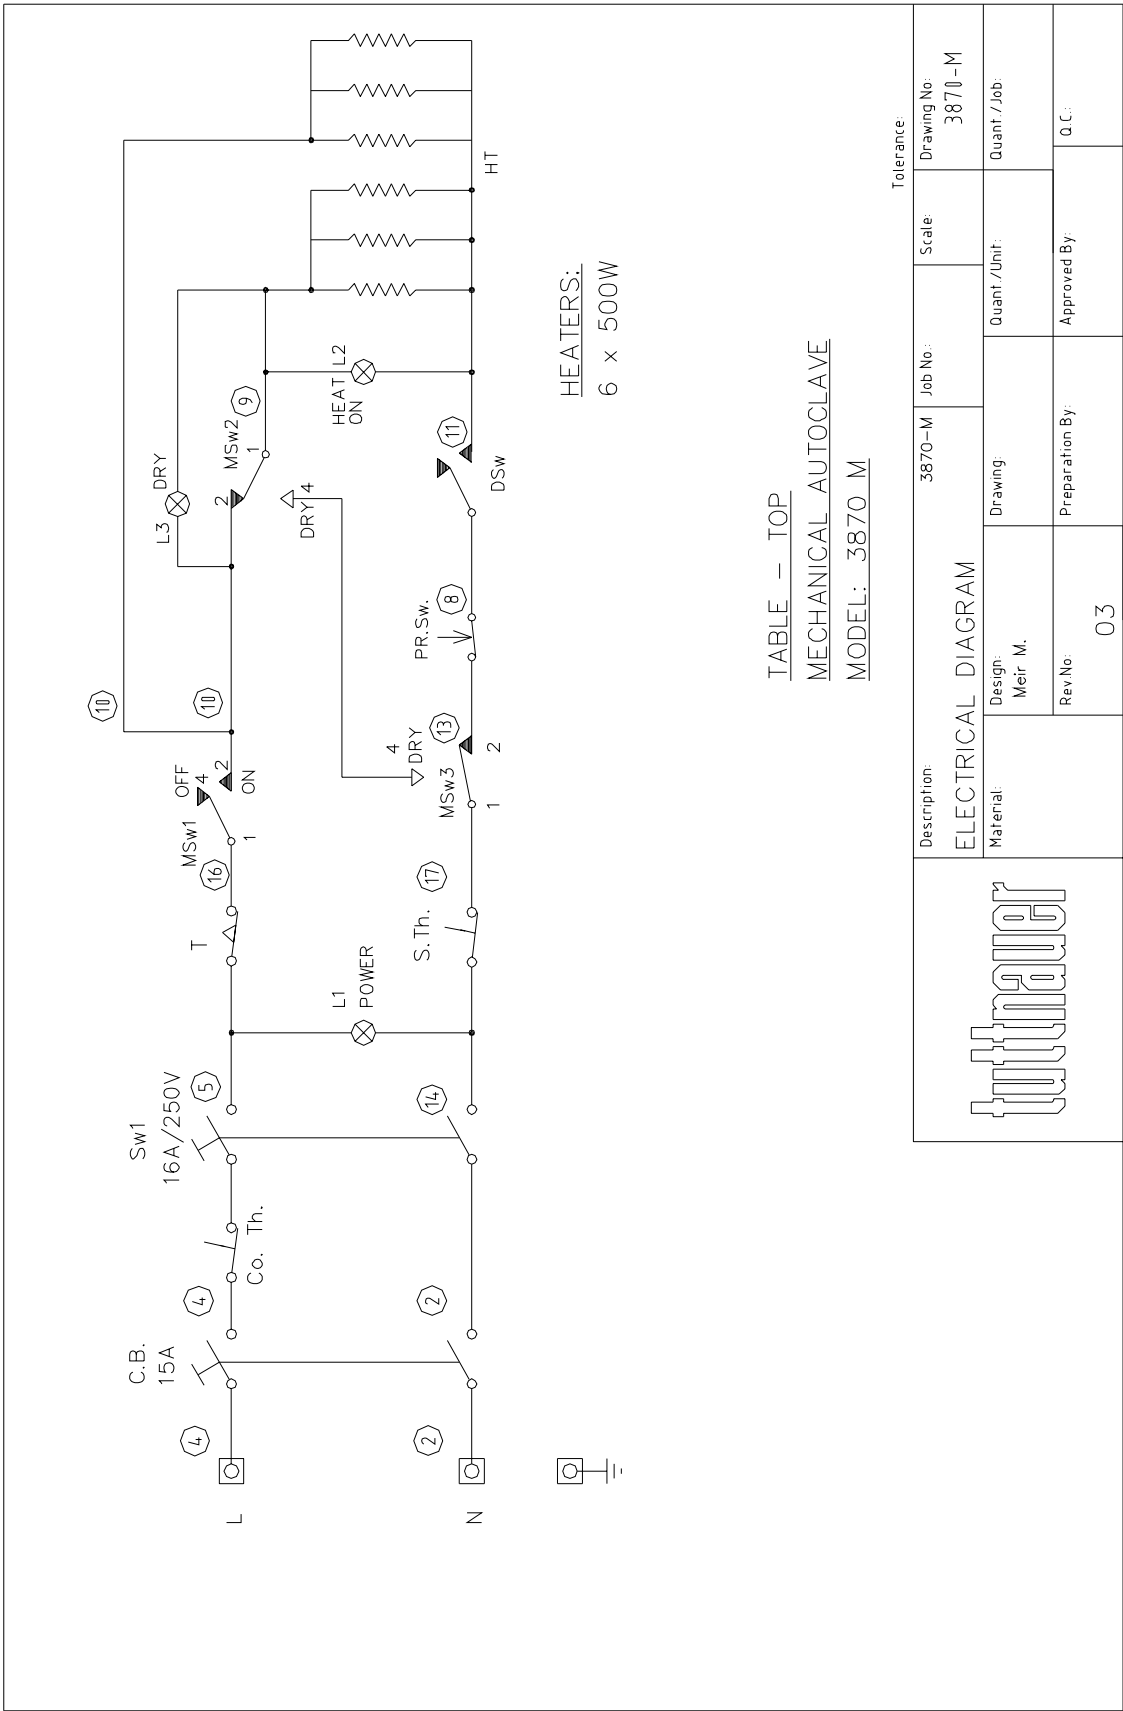 C.B.
15A
Sw1
16A/250V
T
MSw1
OFF
4
2
ON
1
10
10
L3
DRY
2
MSw2
1
9
L
4
4
Co. Th.
5
16
L1
POWER
HEAT L2
ON
DRY 4
4
DRY
N
2
2
14
S.Th.
17
MSw3
1
13
2
PR.Sw.
8
DSw
11
HT
HEATERS:
6 x 500W
TABLE – TOP
MECHANICAL AUTOCLAVE
MODEL: 3870 M
Tolerance:
tuttnauer
Description:
3870-M
ELECTRICAL DIAGRAM
Job No.:
Scale:
Drawing No:
3870-M
Material:
Design:
Meir M.
Drawing:
Quant./Unit:
Quant./Job:
Rev.No:
03
Preparation By:
Approved By:
Q.C.: